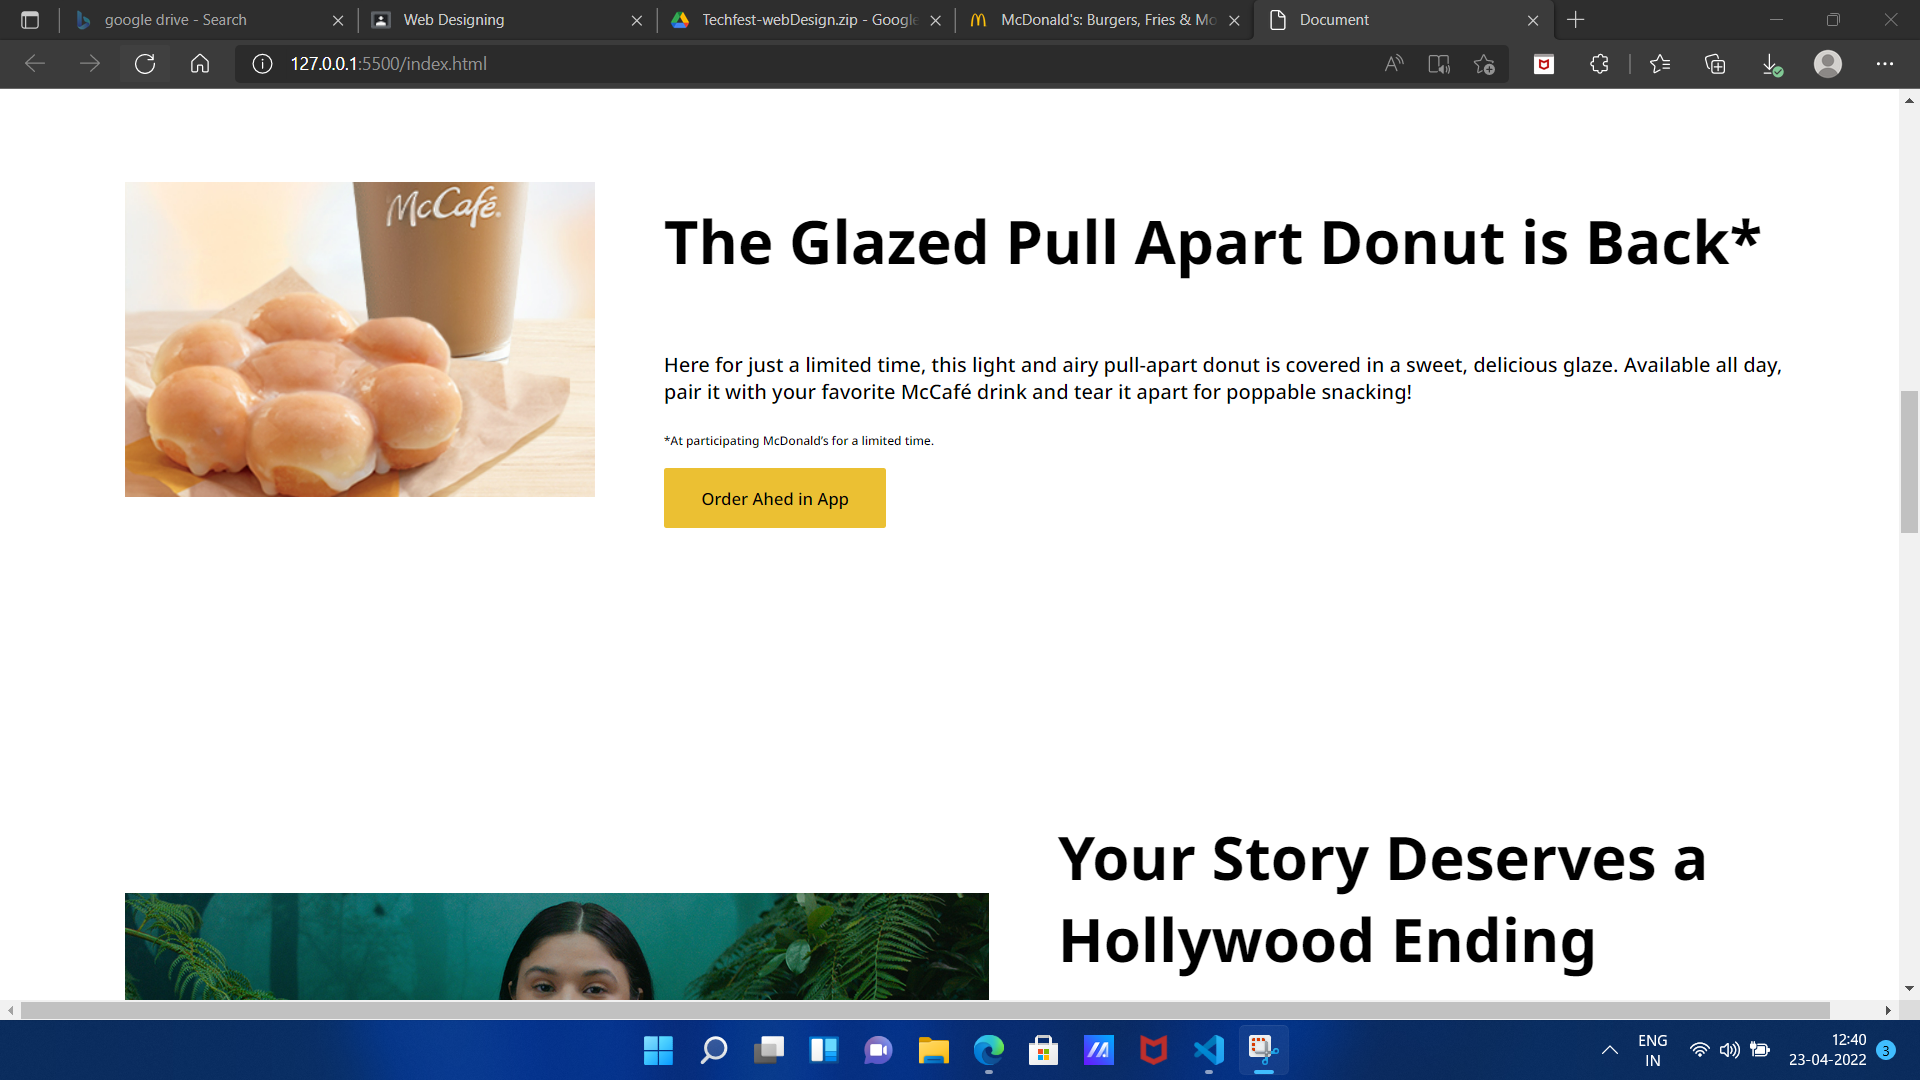 google drive - Search
Web Designing
Techfest-webDesign.zip - Google
McDonald's: Burgers, Fries & Mo
Document
127.0.0.1:5500/index.html
McCafé.
The Glazed Pull Apart Donut is Back*
Here for just a limited time, this light and airy pull-apart donut is covered in a sweet, delicious glaze. Available all day,
pair it with your favorite McCafé drink and tear it apart for poppable snacking!
*At participating McDonald’s for a limited time.
Order Ahed in App
Your Story Deserves a
Hollywood Ending
ENG
IN
12:40
23-04-2022
3